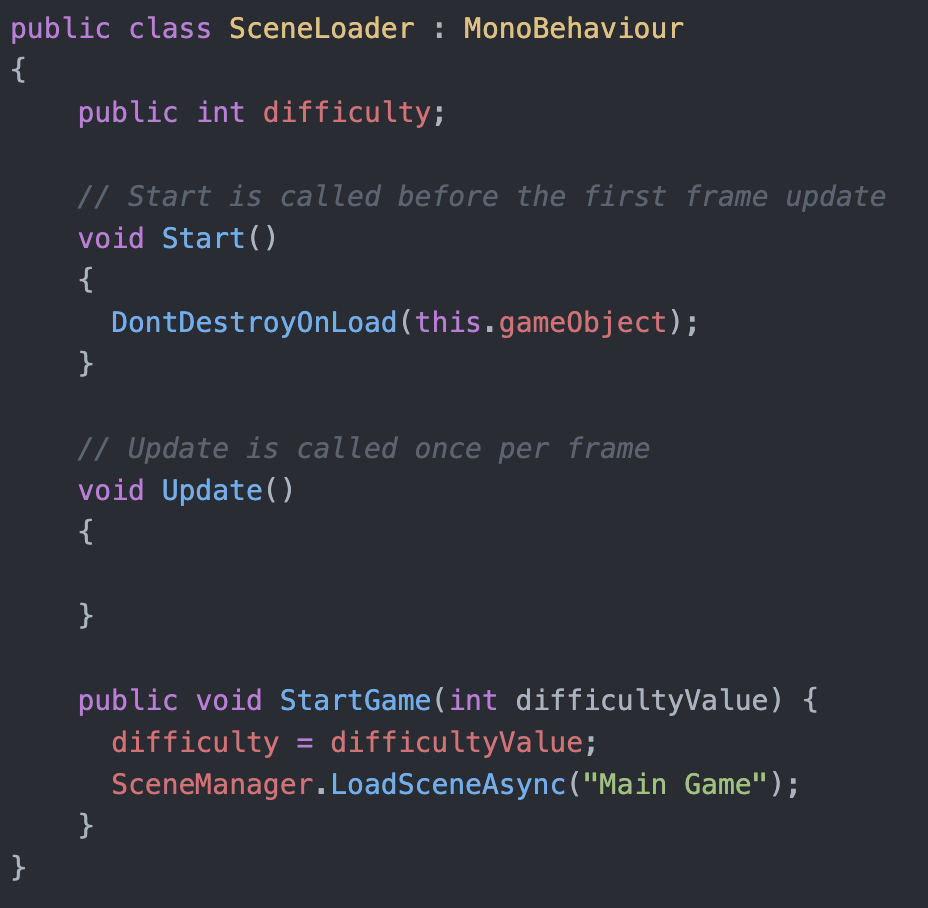 public class SceneLoader : MonoBehaviour
{
    public int difficulty;

    // Start is called before the first frame update
    void Start()
    {
      DontDestroyOnLoad(this.gameObject);
    }

    // Update is called once per frame
    void Update()
    {

    }

    public void StartGame(int difficultyValue) {
      difficulty = difficultyValue;
      SceneManager.LoadSceneAsync("Main Game");
    }
}